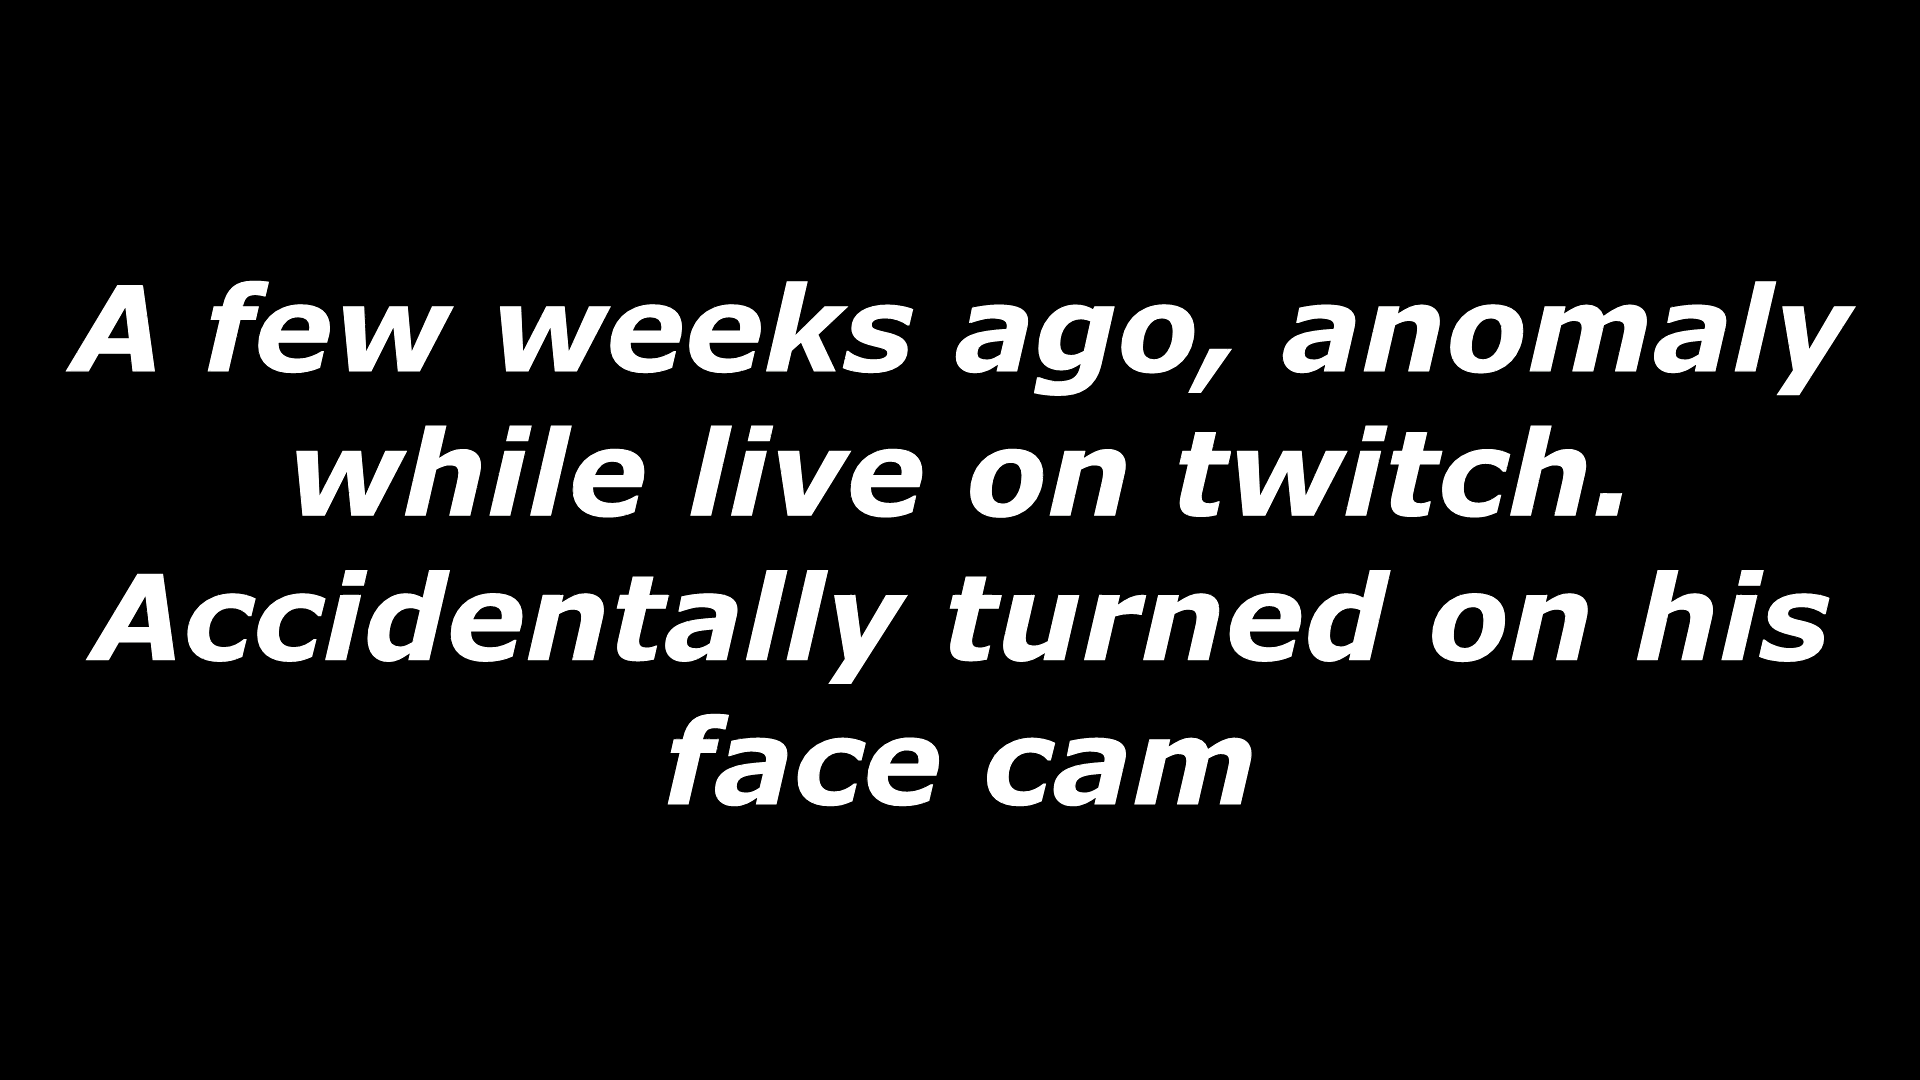 A few weeks ago, anomaly
while live on twitch.
Accidentally turned on his
face cam